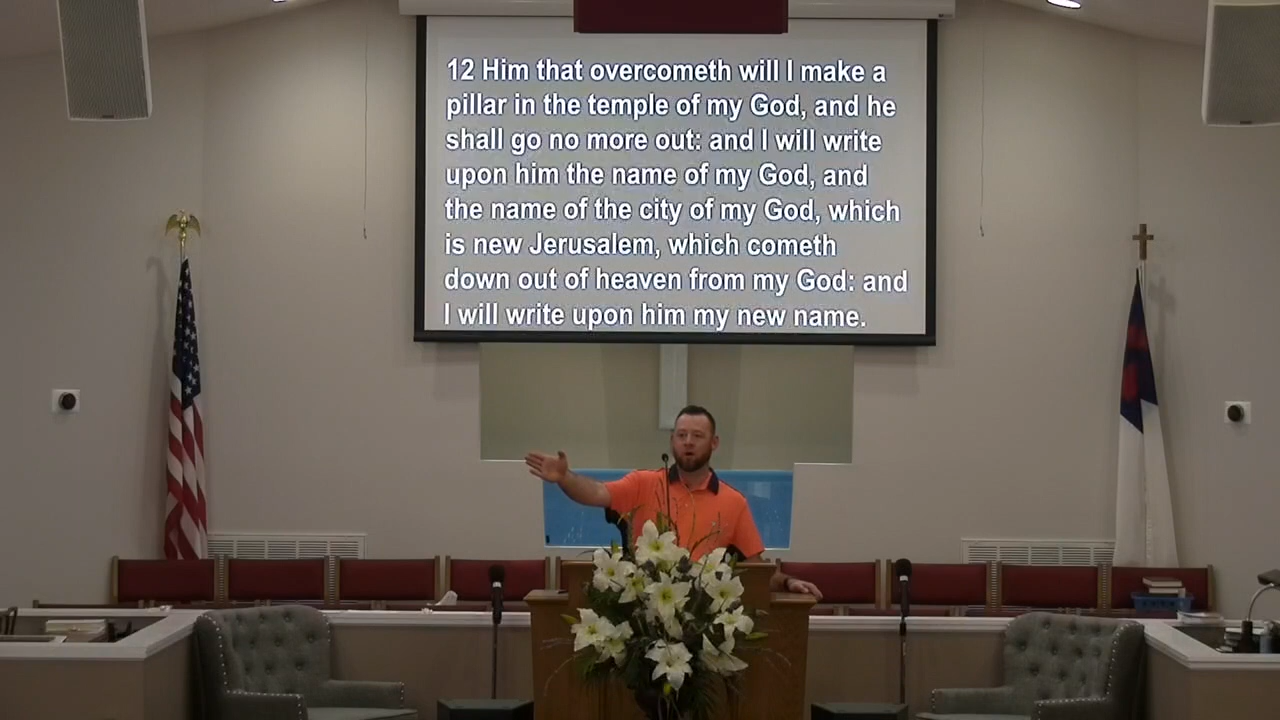 12 Him that overcometh will I make a
pillar in the temple of my God, and he
shall go no more out: and I will write
upon him the name of my God, and
the name of the city of my God, which
is new Jerusalem, which cometh
down out of heaven from my God: and
I will write upon him my new name.